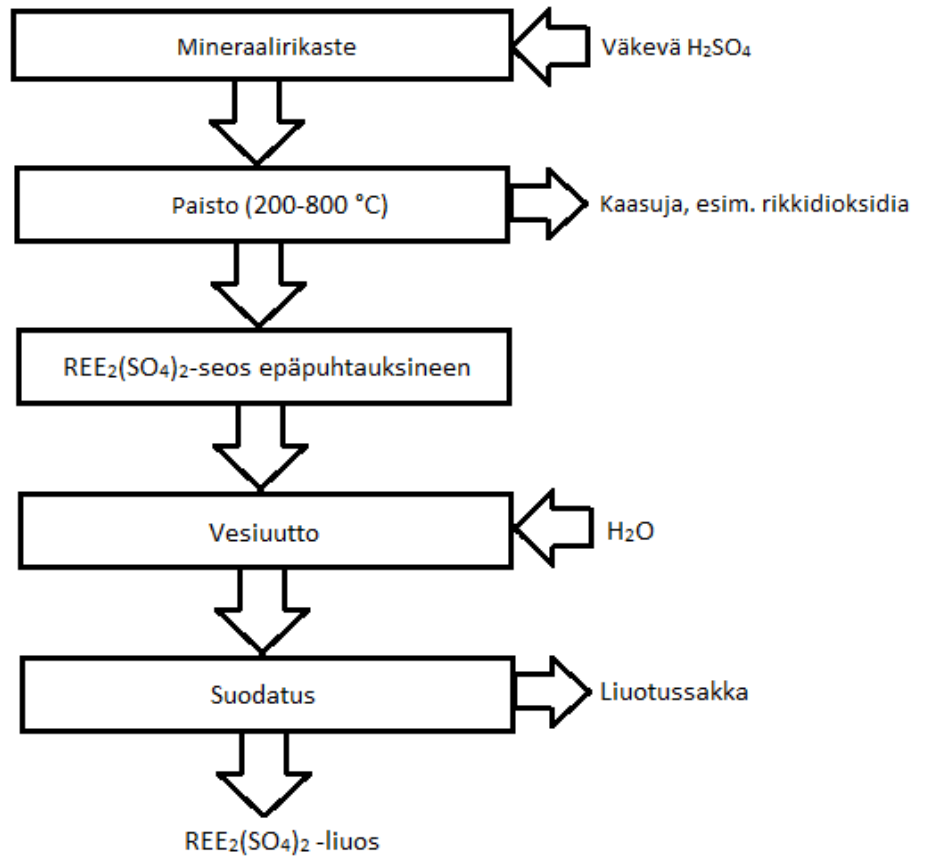 Mineraalirikaste
Väkevä H₂SO₄
Paisto (200-800 °C)
Kaasuja, esim. rikkidioksidia
REE₂(SO₄)₂-seos epäpuhtauksineen
Vesiuutto
H₂O
Suodatus
Liuotussakka
REE₂(SO₄)₂ -liuos